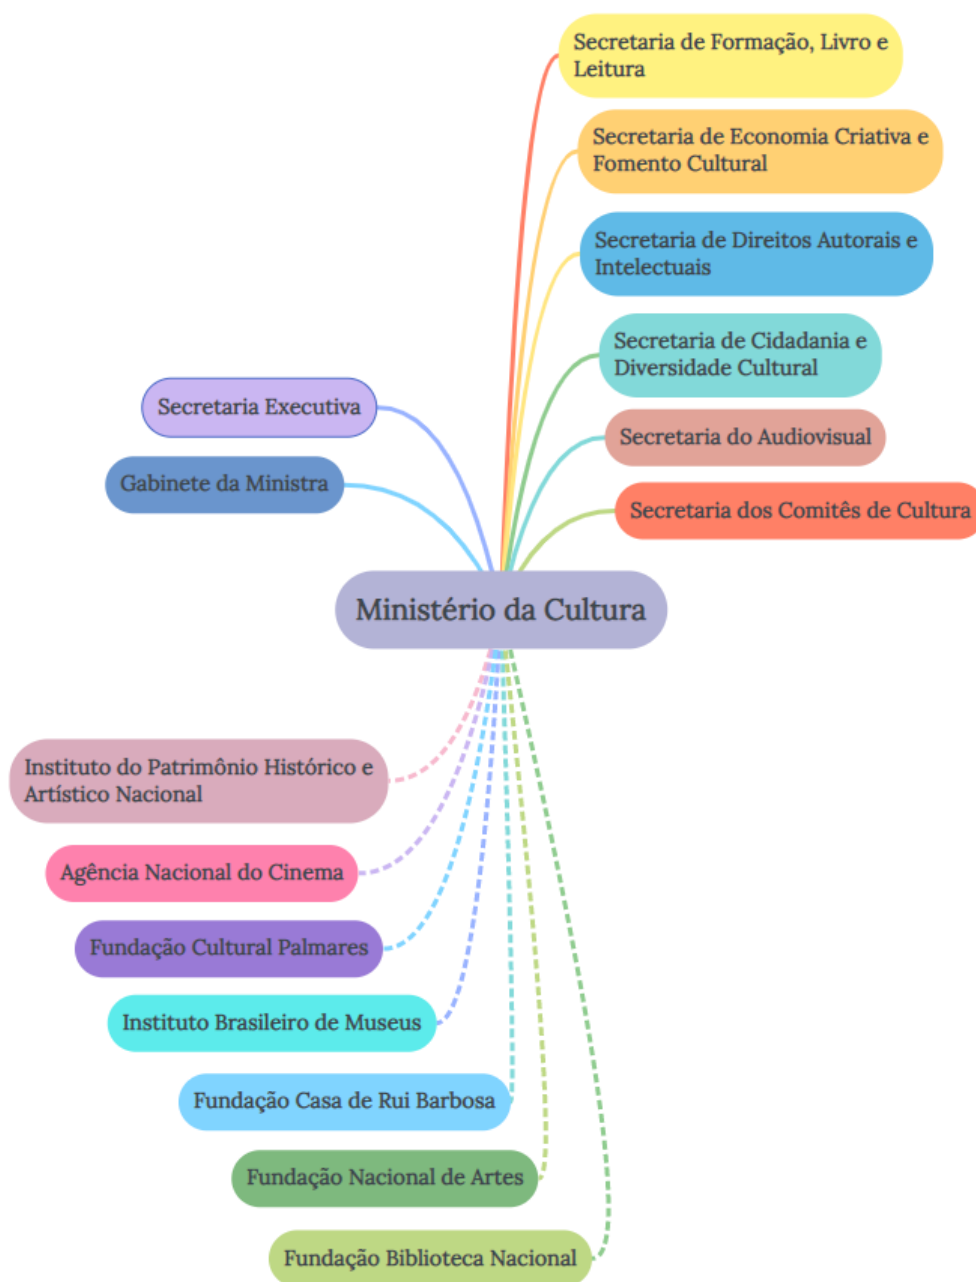 Secretaria de Formação, Livro e
Leitura
Secretaria de Economia Criativa e
Fomento Cultural
Secretaria de Direitos Autorais e
Intelectuais
Secretaria de Cidadania e
Diversidade Cultural
Secretaria Executiva
Secretaria do Audiovisual
Gabinete da Ministra
Secretaria dos Comitês de Cultura
Ministério da Cultura
Instituto do Patrimônio Histórico e
Artístico Nacional
Agência Nacional do Cinema
Fundação Cultural Palmares
Instituto Brasileiro de Museus
Fundação Casa de Rui Barbosa
Fundação Nacional de Artes
Fundação Biblioteca Nacional